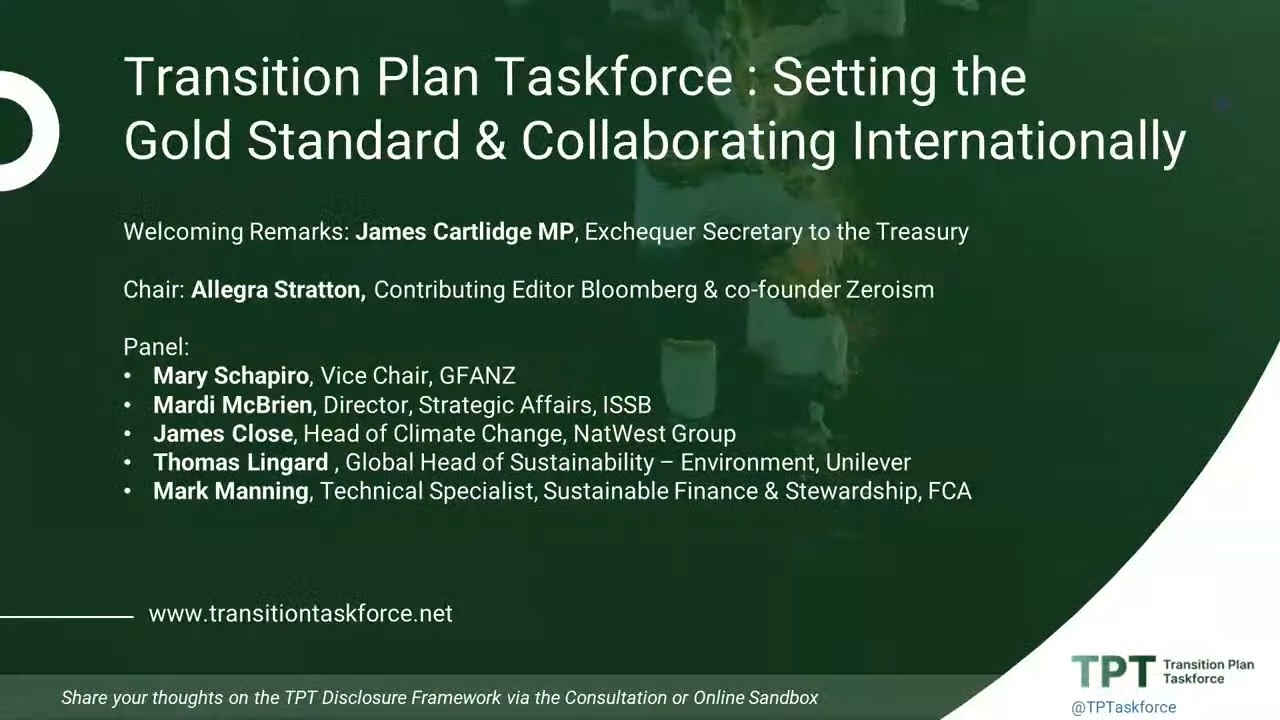 Transition Plan Taskforce : Setting the
Gold Standard & Collaborating Internationally
Welcoming Remarks: James Cartlidge MP, Exchequer Secretary to the Treasury
Chair: Allegra Stratton, Contributing Editor Bloomberg & co-founder Zeroism
Panel:
• Mary Schapiro, Vice Chair, GFANZ
• Mardi McBrien, Director, Strategic Affairs, ISSB
• James Close, Head of Climate Change, NatWest Group
• Thomas Lingard , Global Head of Sustainability – Environment, Unilever
• Mark Manning, Technical Specialist, Sustainable Finance & Stewardship, FCA
www.transitiontaskforce.net
Share your thoughts on the TPT Disclosure Framework via the Consultation or Online Sandbox
TPT Transition Plan
Taskforce
@TPTaskforce